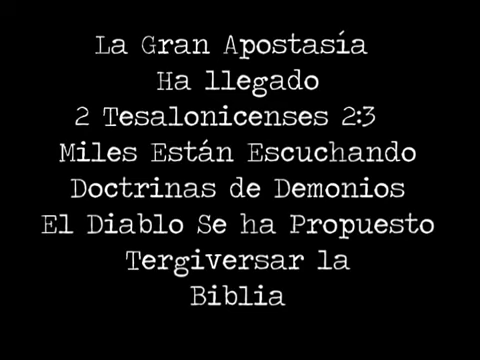 La Gran Apostasía
Ha llegado
2 Tesalonicenses 2:3
Miles Están Escuchando
Doctrinas de Demonios
El Diablo Se ha Propuesto
Tergiversar la
Biblia